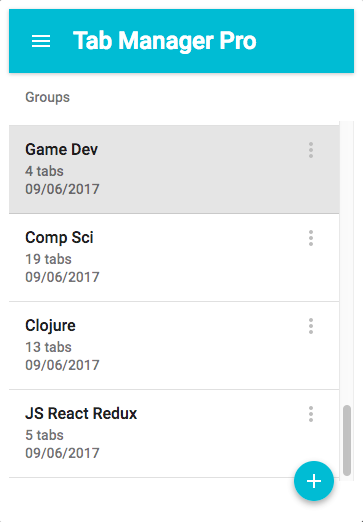 Tab Manager Pro
Groups
Game Dev
4 tabs
09/06/2017
Comp Sci
19 tabs
09/06/2017
Clojure
13 tabs
09/06/2017
JS React Redux
5 tabs
09/06/2017